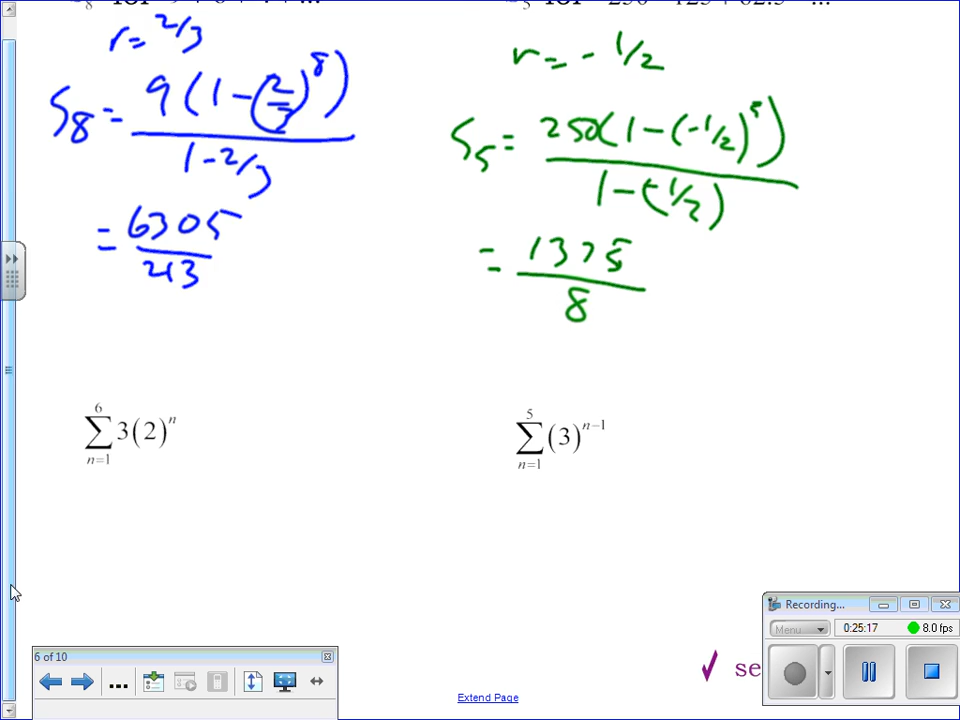 r = 2/3
S8 = 9(1-(2/3)^8) / 1-2/3
= 6305 / 243
r = - 1/2
S5 = 250(1-(-1/2)^5) / 1-(-1/2)
= 1375 / 8
6
∑ 3(2)^n
n=1
5
∑ (3)^n−1
n=1
Recording...
Menu
0:25:17
8.0 fps
6 of 10
...
Extend Page
✓ se